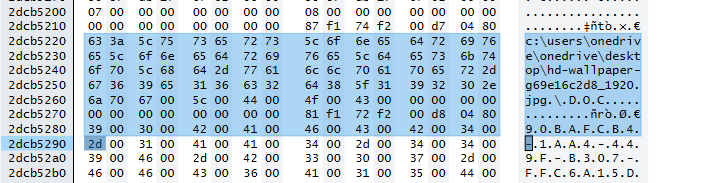 2dcb5200 07 00 00 00 00 00 00 00 08 00 00 00 00 00 00 00 ................
2dcb5210 00 00 00 00 00 00 00 00 87 f1 74 f2 00 d7 04 80 ........‡ñtò.×.€
2dcb5220 63 3a 5c 75 73 65 72 73 5c 6f 6e 65 64 72 69 76 c:\users\onedriv
2dcb5230 65 5c 6f 6e 65 64 72 69 76 65 5c 64 65 73 6b 74 e\onedrive\deskt
2dcb5240 6f 70 5c 68 64 2d 77 61 6c 6c 70 61 70 65 72 2d op\hd-wallpaper-
2dcb5250 67 36 39 65 31 36 63 32 64 38 5f 31 39 32 30 2e g69e16c2d8_1920.
2dcb5260 6a 70 67 00 5c 00 44 00 4f 00 43 00 00 00 00 00 jpg.\.D.O.C.....
2dcb5270 00 00 00 00 00 00 00 00 81 f1 72 f2 00 d8 04 80 .........ñrò.Ø.€
2dcb5280 39 00 30 00 42 00 41 00 46 00 43 00 42 00 34 00 9.0.B.A.F.C.B.4.
2dcb5290 2d 00 31 00 41 00 41 00 34 00 2d 00 34 00 34 00 -.1.A.A.4.-.4.4.
2dcb52a0 39 00 46 00 2d 00 42 00 33 00 30 00 37 00 2d 00 9.F.-.B.3.0.7.-.
2dcb52b0 46 00 46 00 43 00 36 00 41 00 31 00 35 00 44 00 F.F.C.6.A.1.5.D.